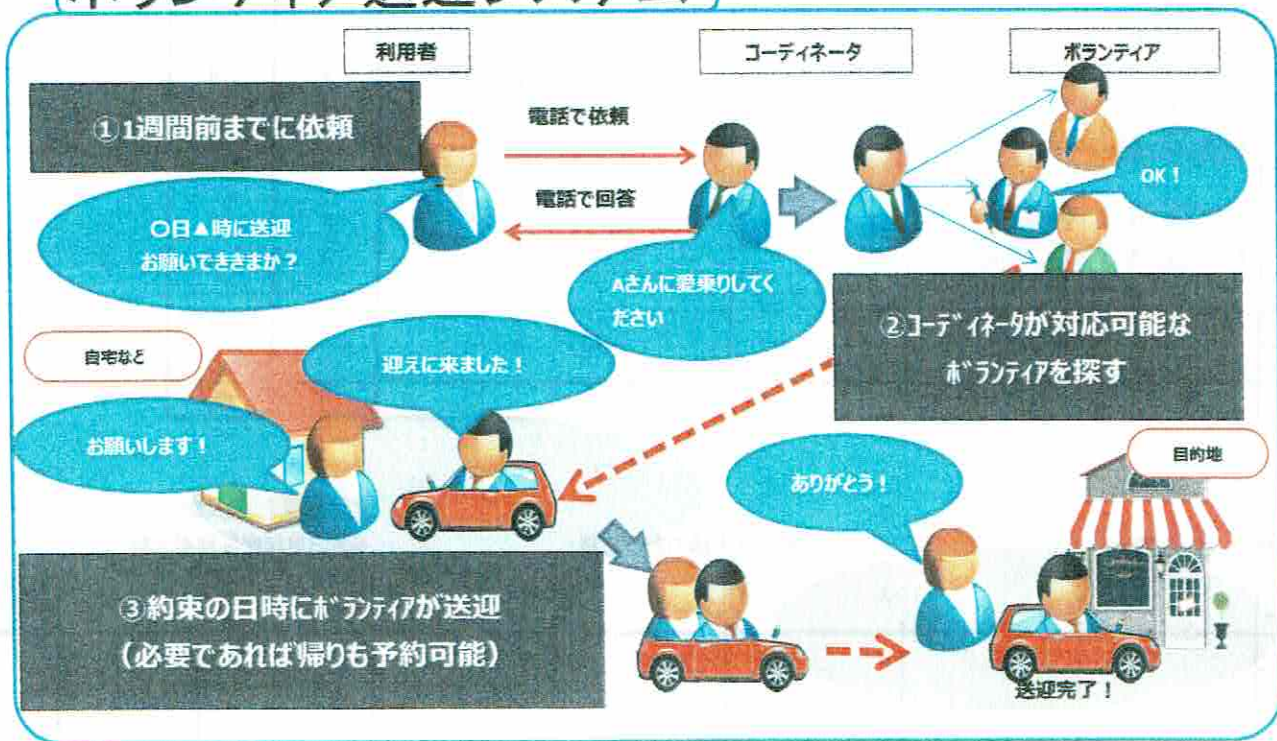 利用者
コーディネータ
ボランティア
①1週間前までに依頼
電話で依頼
電話で回答
OK！
〇日▲時に送迎
お願いでききまか？
Aさんに愛乗りしてく
ださい
②ｺｰﾃﾞｨﾈｰﾀが対応可能な
ﾎﾞﾗﾝﾃｨｱを探す
自宅など
迎えに来ました！
お願いします！
目的地
ありがとう！
③約束の日時にﾎﾞﾗﾝﾃｨｱが送迎
（必要であれば帰りも予約可能）
送迎完了！